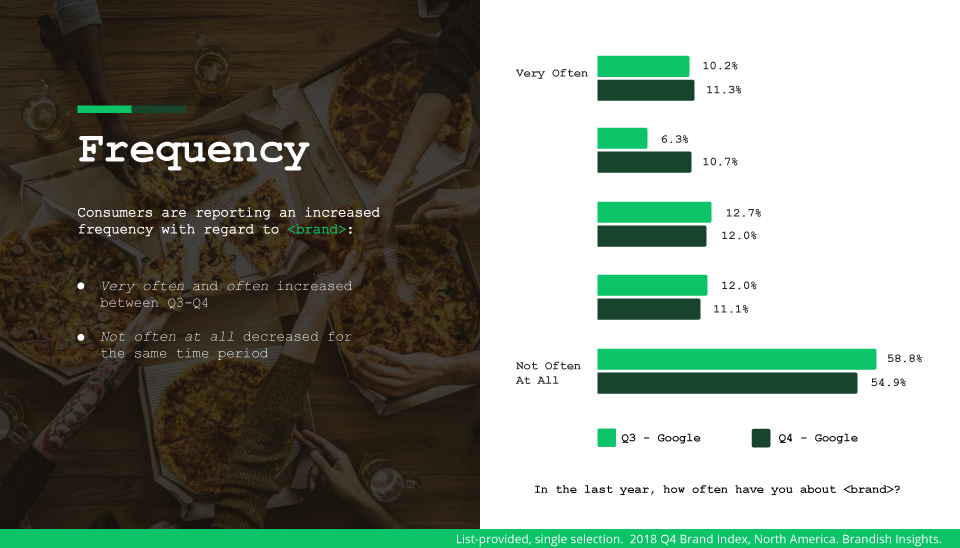 Frequency
Consumers are reporting an increased
frequency with regard to <brand>:
Very often and often increased
between Q3-Q4
Not often at all decreased for
the same time period
Very Often
10.2%
11.3%
6.3%
10.7%
12.7%
12.0%
12.0%
11.1%
Not Often
At All
58.8%
54.9%
Q3 - Google
Q4 - Google
In the last year, how often have you about <brand>?
List-provided, single selection. 2018 Q4 Brand Index, North America. Brandish Insights.